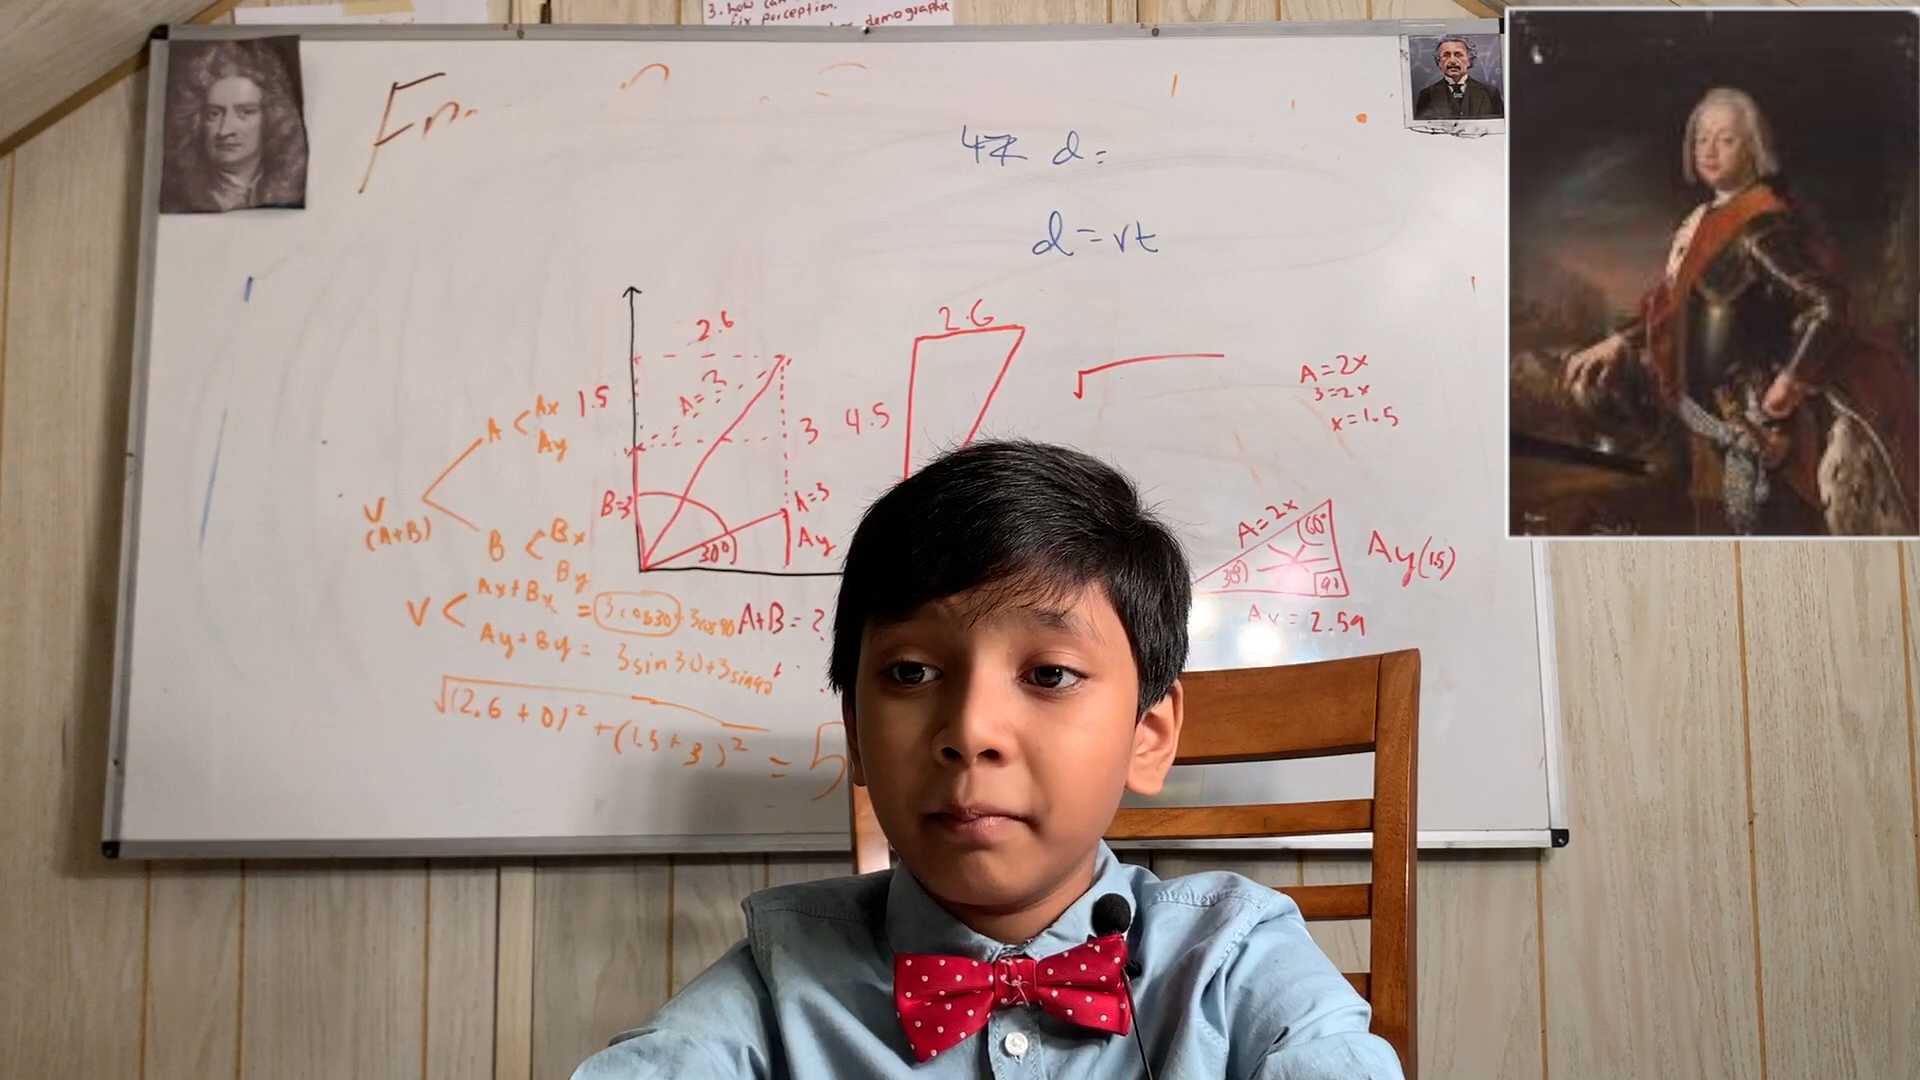 3. how can
fix perception.
demographic
Fn.
47 d=
d=vt
2.6
A=3
1.5
3
B=3
30°
A=3
Ay
A+B=?
2.6
4.5
A=2x
3=2x
x=1.5
A=2x
60°
30°
90
Ay(1.5)
Ax = 2.59
V
(A+B)
A < Ax
Ay
B < Bx
By
V < Ax+Bx = 3cos30+3cos90
Ay+By = 3sin30+3sin90
√(2.6+0)²+(1.5+3)² = 5